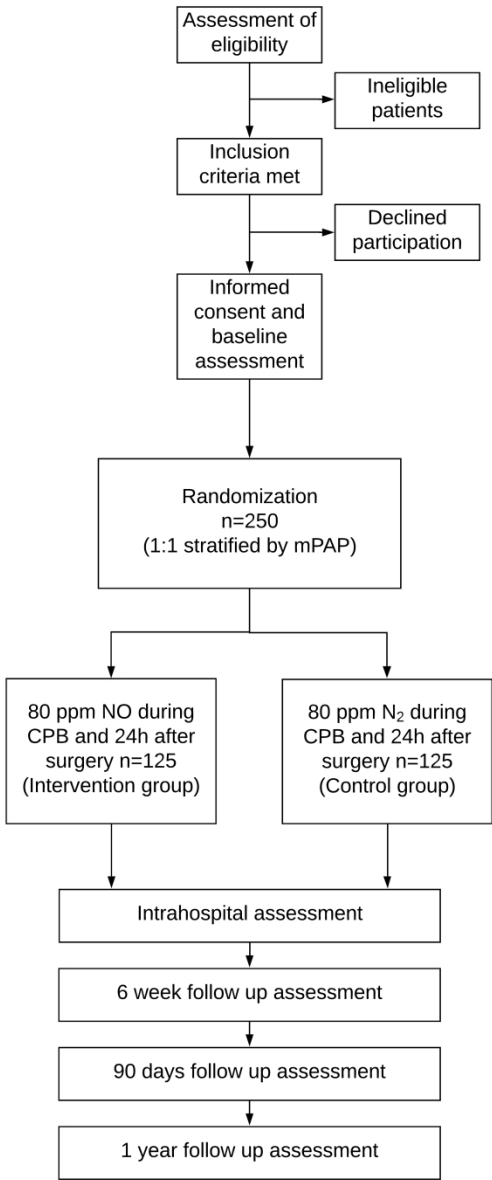 Assessment of
eligibility
Ineligible
patients
Inclusion
criteria met
Declined
participation
Informed
consent and
baseline
assessment
Randomization
n=250
(1:1 stratified by mPAP)
80 ppm NO during
CPB and 24h after
surgery n=125
(Intervention group)
80 ppm N₂ during
CPB and 24h after
surgery n=125
(Control group)
Intrahospital assessment
6 week follow up assessment
90 days follow up assessment
1 year follow up assessment